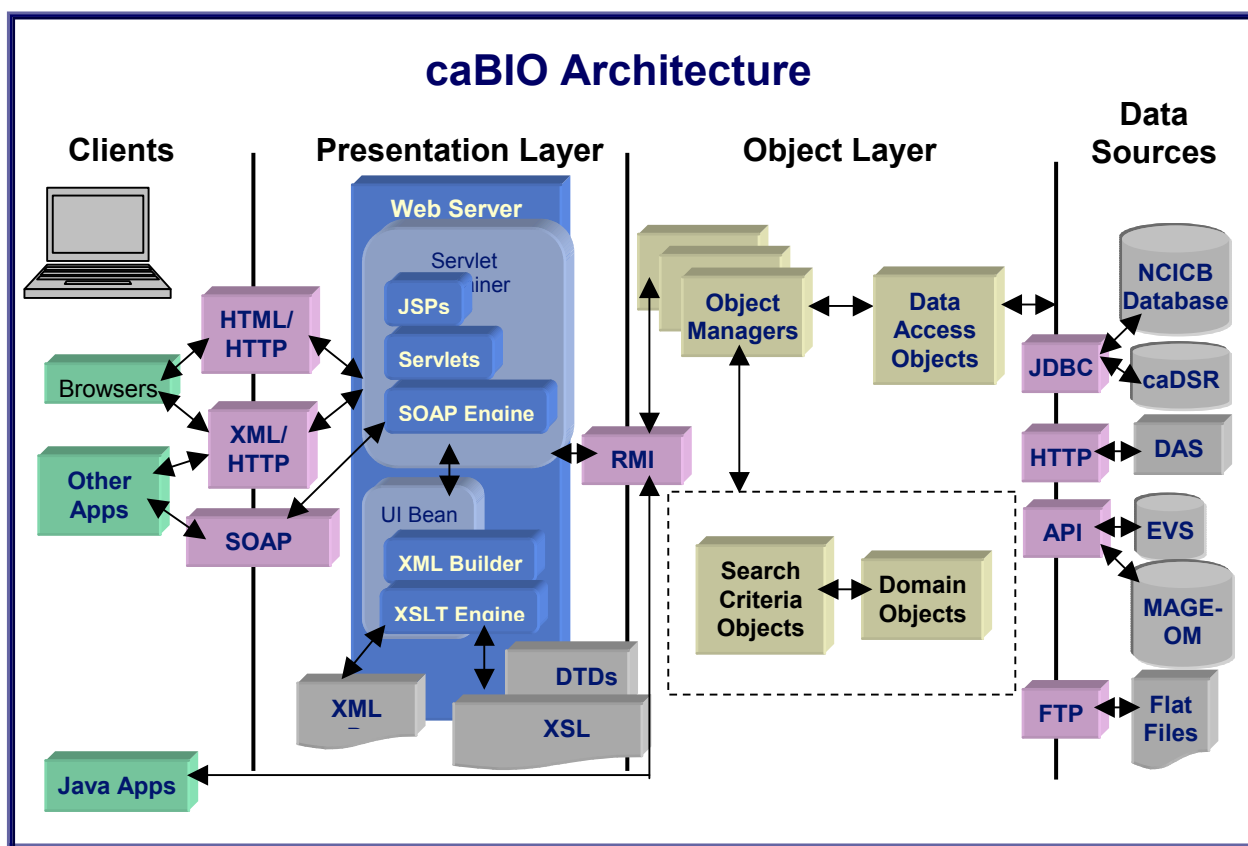 caBIO Architecture
Clients
Presentation Layer
Object Layer
Data
Sources
Web Server
Servlet
JSPs
Servlets
SOAP Engine
HTML/
HTTP
XML/
HTTP
SOAP
Browsers
Other
Apps
Java Apps
UI Bean
XML Builder
XSLT Engine
XML
DTDs
XSL
RMI
Object
Managers
Data
Access
Objects
Search
Criteria
Objects
Domain
Objects
JDBC
HTTP
API
FTP
NCICB
Database
caDSR
DAS
EVS
MAGE-
OM
Flat
Files